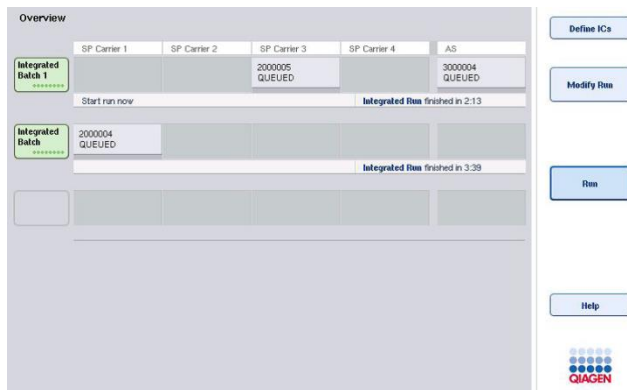 Overview
SP Carrier 1 SP Carrier 2 SP Carrier 3 SP Carrier 4 AS
Integrated
Batch 1
2000005
QUEUED
3000004
QUEUED
Start run now Integrated Run finished in 2:13
Integrated
Batch
2000004
QUEUED
Integrated Run finished in 3:39
Define ICs
Modify Run
Run
Help
QIAGEN